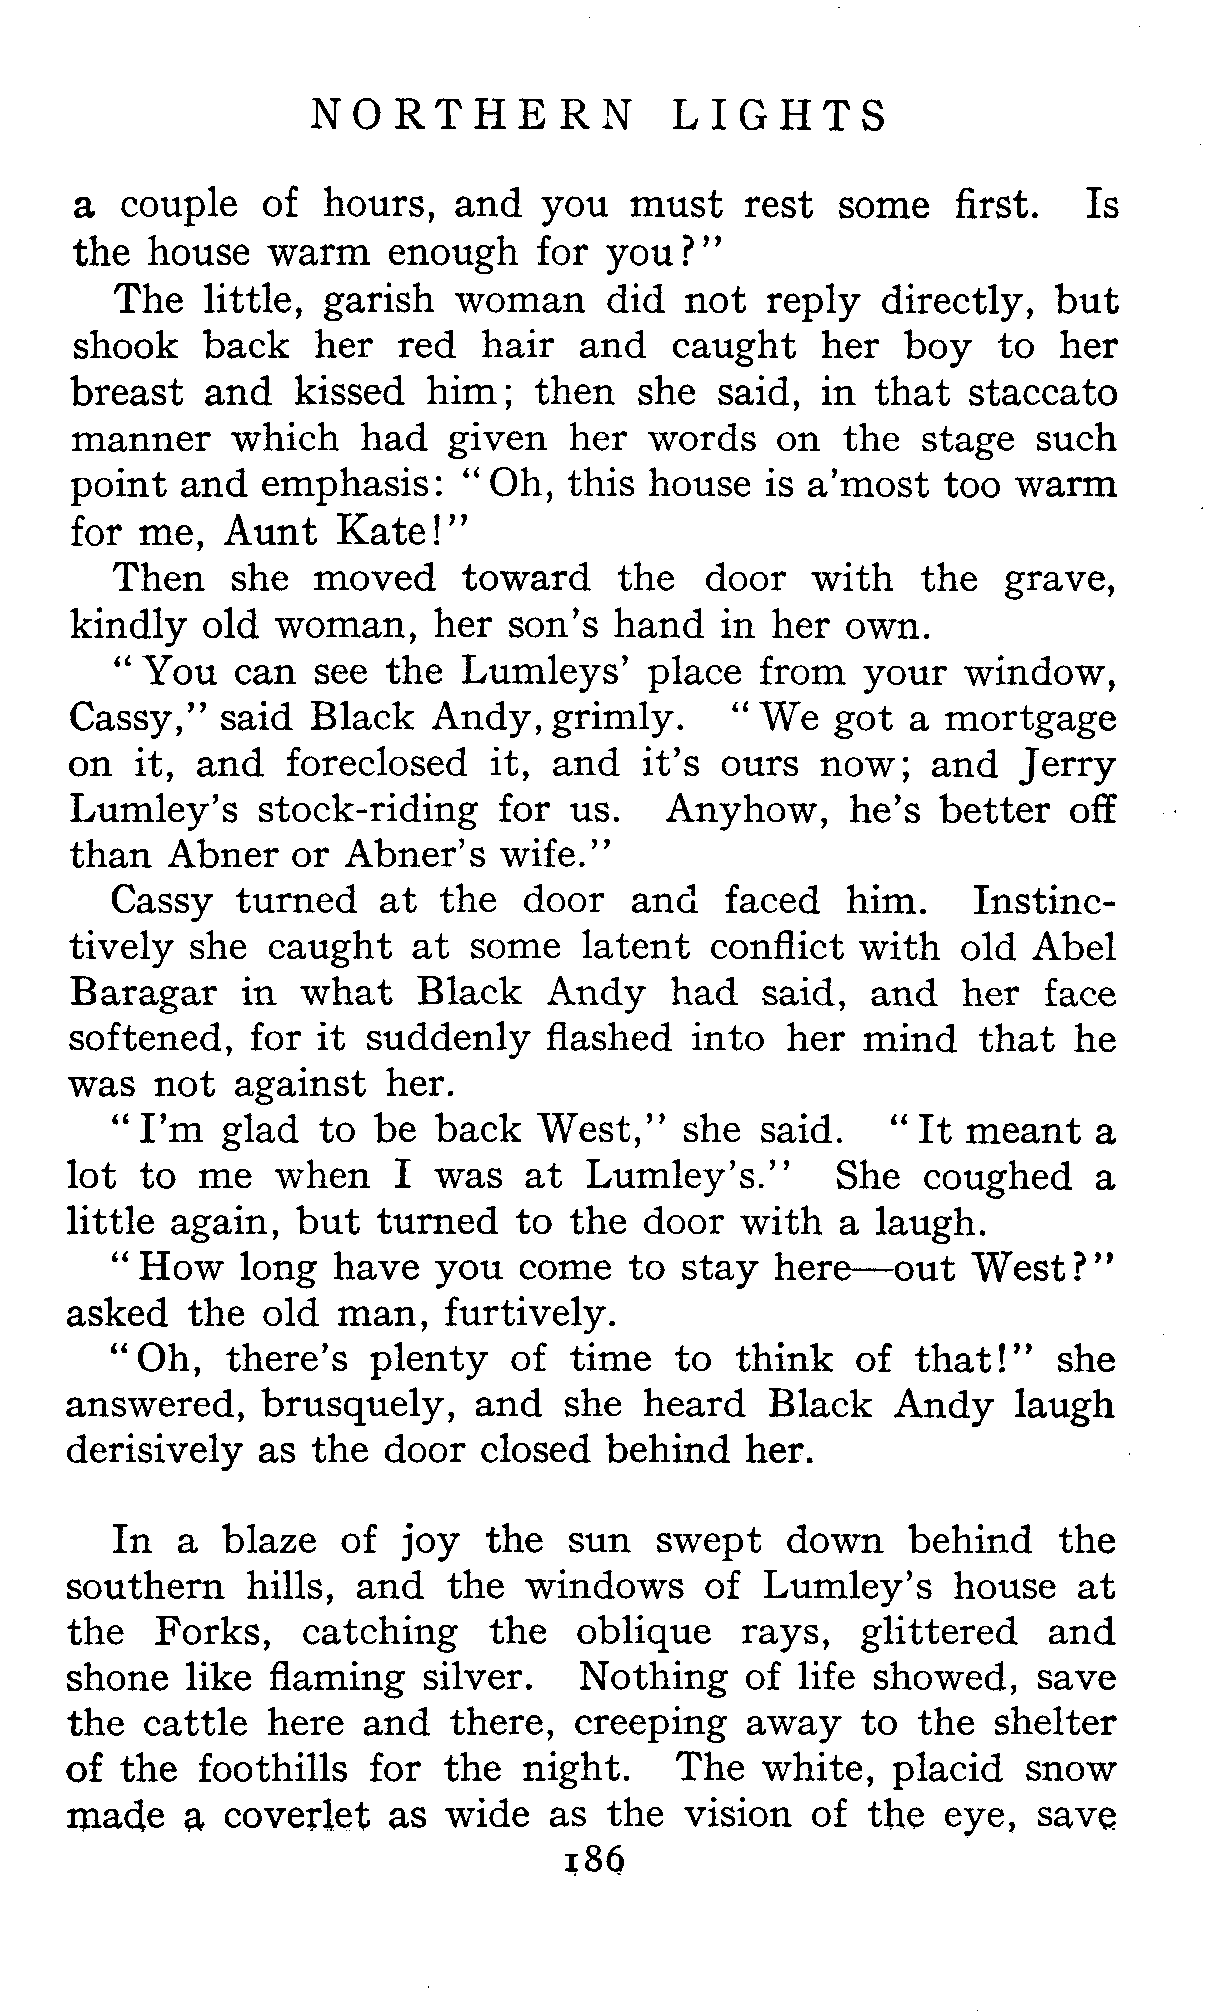 NORTHERN LIGHTS
a couple of hours, and you must rest some first. Is
the house warm enough for you?"
The little, garish woman did not reply directly, but
shook back her red hair and caught her boy to her
breast and kissed him; then she said, in that staccato
manner which had given her words on the stage such
point and emphasis: "Oh, this house is a'most too warm
for me, Aunt Kate!"
Then she moved toward the door with the grave,
kindly old woman, her son's hand in her own.
"You can see the Lumleys' place from your window,
Cassy," said Black Andy, grimly. "We got a mortgage
on it, and foreclosed it, and it's ours now; and Jerry
Lumley's stock-riding for us. Anyhow, he's better off
than Abner or Abner's wife."
Cassy turned at the door and faced him. Instinc-
tively she caught at some latent conflict with old Abel
Baragar in what Black Andy had said, and her face
softened, for it suddenly flashed into her mind that he
was not against her.
"I'm glad to be back West," she said. "It meant a
lot to me when I was at Lumley's." She coughed a
little again, but turned to the door with a laugh.
"How long have you come to stay here—out West?"
asked the old man, furtively.
"Oh, there's plenty of time to think of that!" she
answered, brusquely, and she heard Black Andy laugh
derisively as the door closed behind her.
In a blaze of joy the sun swept down behind the
southern hills, and the windows of Lumley's house at
the Forks, catching the oblique rays, glittered and
shone like flaming silver. Nothing of life showed, save
the cattle here and there, creeping away to the shelter
of the foothills for the night. The white, placid snow
made a coverlet as wide as the vision of the eye, save
186